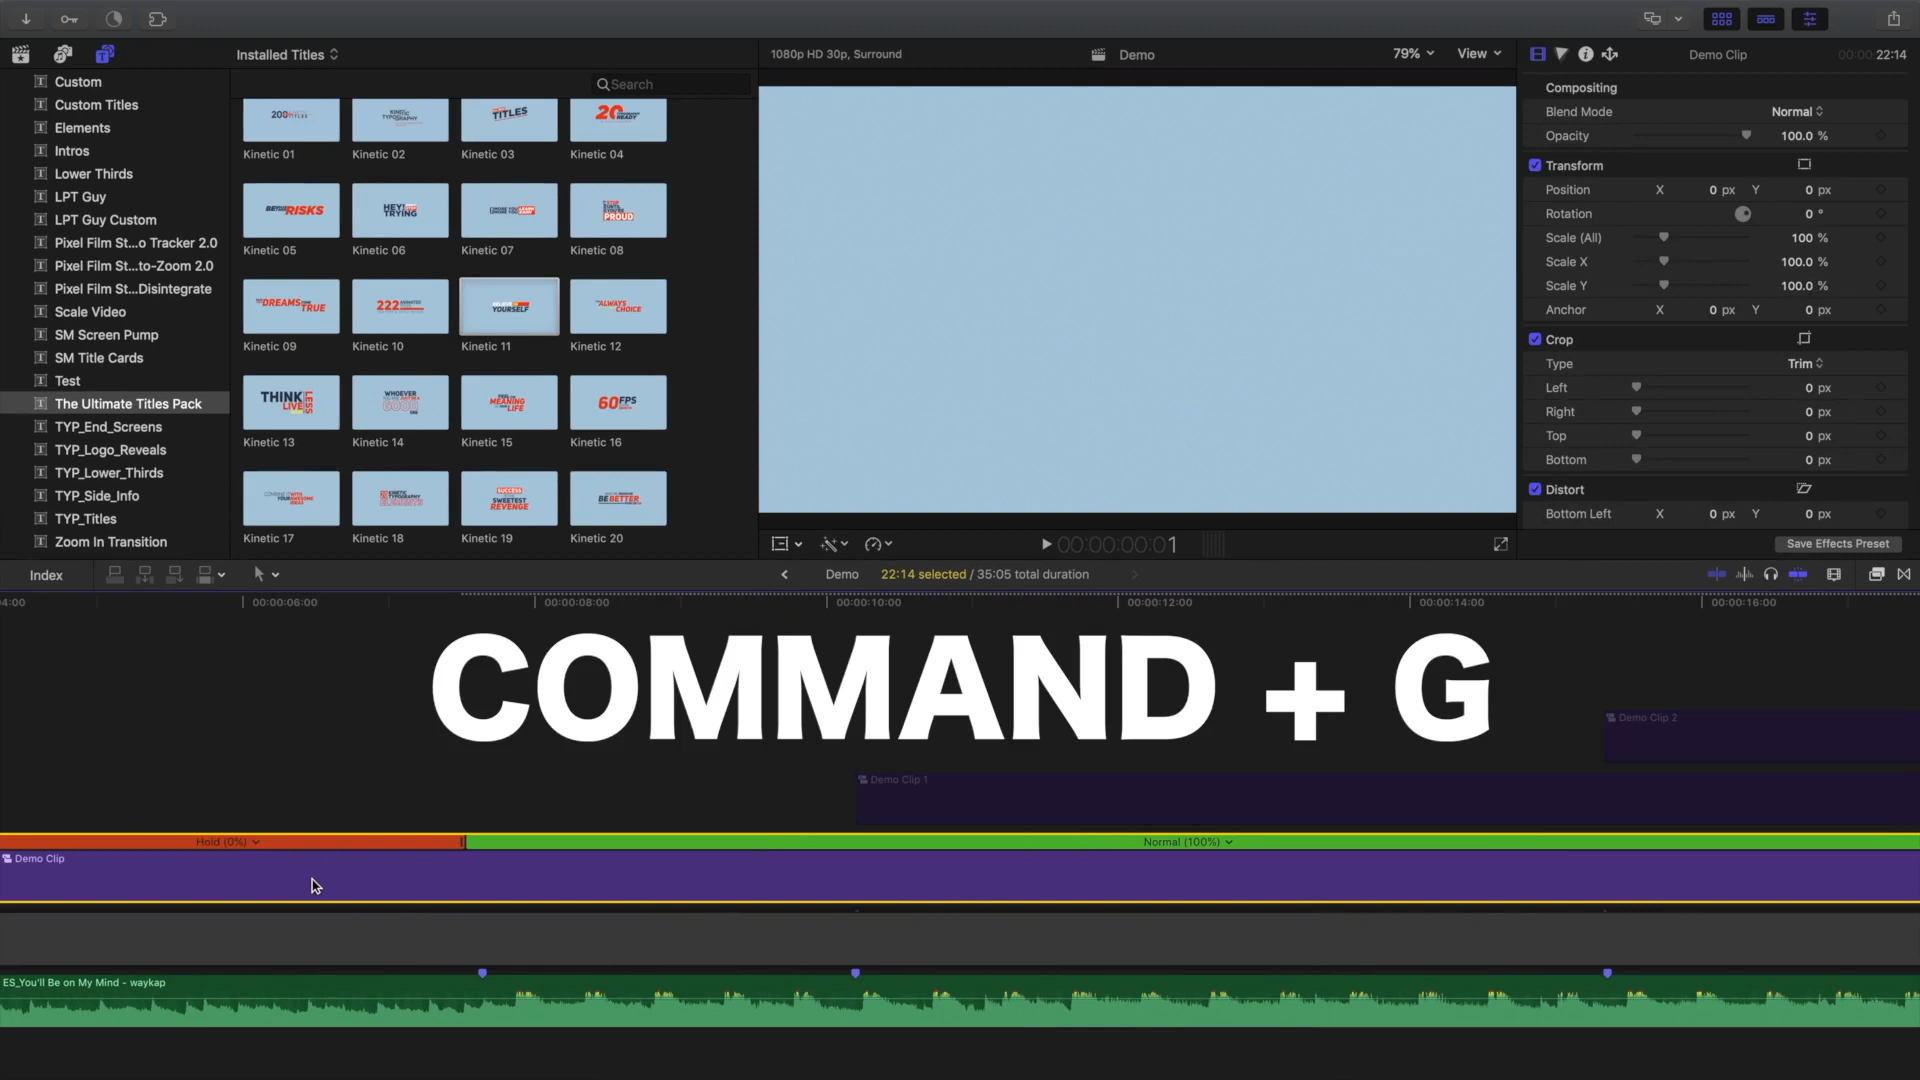 Installed Titles
1080p HD 30p, Surround
Demo
79%
View
Demo Clip
00:00:22:14
Custom
Custom Titles
Elements
Intros
Lower Thirds
LPT Guy
LPT Guy Custom
Pixel Film St...o Tracker 2.0
Pixel Film St...to-Zoom 2.0
Pixel Film St...Disintegrate
Scale Video
SM Screen Pump
SM Title Cards
Test
The Ultimate Titles Pack
TYP_End_Screens
TYP_Logo_Reveals
TYP_Lower_Thirds
TYP_Side_Info
TYP_Titles
Zoom In Transition
Search
TITLES
20
READY
Kinetic 01
Kinetic 02
Kinetic 03
Kinetic 04
RISKS
HEY!
TRYING
PROUD
Kinetic 05
Kinetic 06
Kinetic 07
Kinetic 08
DREAMS
TRUE
222
YOURSELF
ALWAYS
CHOICE
Kinetic 09
Kinetic 10
Kinetic 11
Kinetic 12
THINK
LIVE
LESS
WHOEVER
GOOD
MEANING
LIFE
60FPS
Kinetic 13
Kinetic 14
Kinetic 15
Kinetic 16
SUCCESS
SWEETEST
REVENGE
BE BETTER
Kinetic 17
Kinetic 18
Kinetic 19
Kinetic 20
00:00:00:01
Compositing
Blend Mode Normal
Opacity 100.0 %
Transform
Position X 0 px Y 0 px
Rotation 0 °
Scale (All) 100 %
Scale X 100.0 %
Scale Y 100.0 %
Anchor X 0 px Y 0 px
Crop
Type Trim
Left 0 px
Right 0 px
Top 0 px
Bottom 0 px
Distort
Bottom Left X 0 px Y 0 px
Save Effects Preset
Index
Demo
22:14 selected / 35:05 total duration
4:00
00:00:06:00
00:00:08:00
00:00:10:00
00:00:12:00
00:00:14:00
00:00:16:00
COMMAND + G
Demo Clip 2
Demo Clip 1
Hold (0%)
Normal (100%)
Demo Clip
ES_You'll Be on My Mind - waykap